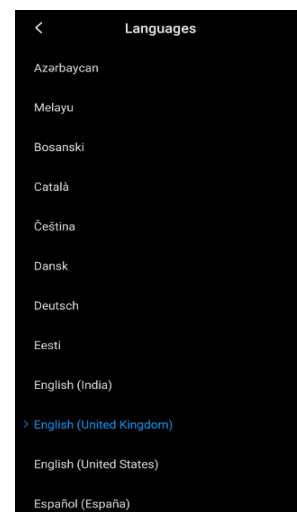 Languages
Azərbaycan
Melayu
Bosanski
Català
Čeština
Dansk
Deutsch
Eesti
English (India)
English (United Kingdom)
English (United States)
Español (España)